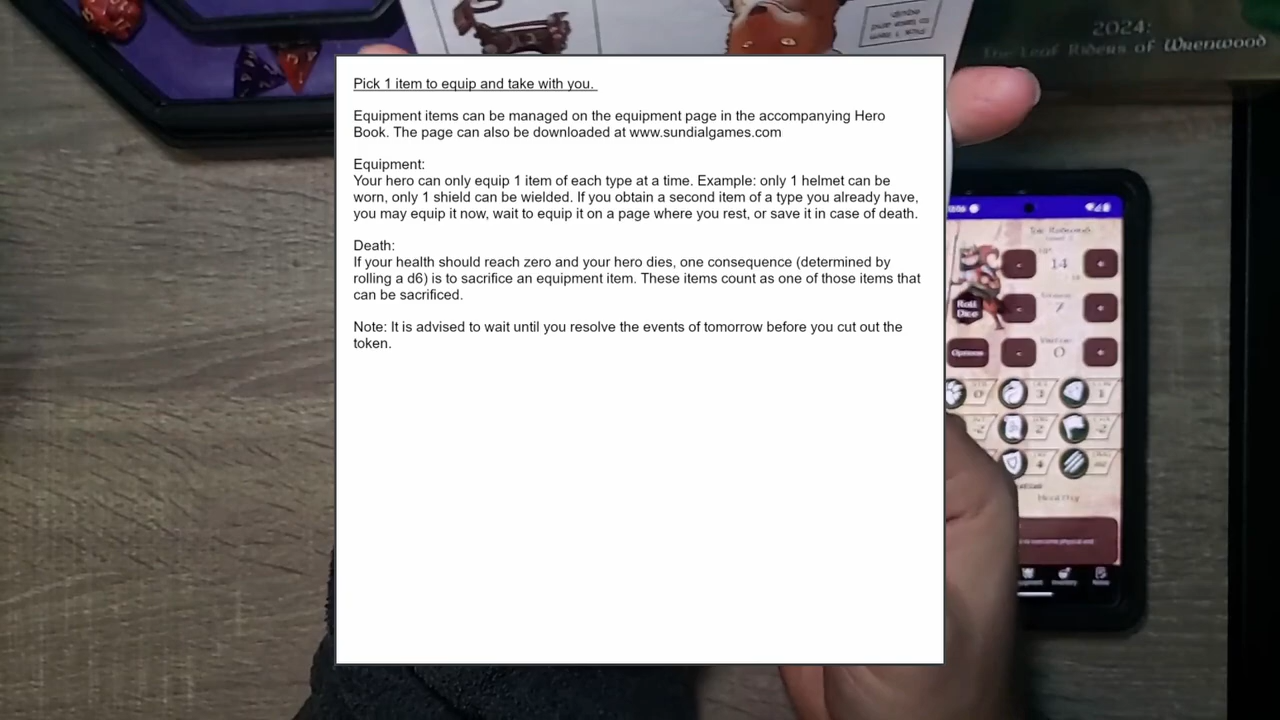 2024:
The Leaf Riders of Wrenwood
Pick 1 item to equip and take with you.
Equipment items can be managed on the equipment page in the accompanying Hero
Book. The page can also be downloaded at www.sundialgames.com
Equipment:
Your hero can only equip 1 item of each type at a time. Example: only 1 helmet can be
worn, only 1 shield can be wielded. If you obtain a second item of a type you already have,
you may equip it now, wait to equip it on a page where you rest, or save it in case of death.
Death:
If your health should reach zero and your hero dies, one consequence (determined by
rolling a d6) is to sacrifice an equipment item. These items count as one of those items that
can be sacrificed.
Note: It is advised to wait until you resolve the events of tomorrow before you cut out the
token.
14
Roll
Dice
7
Options
0
0
3
1
-2
2
-2
4